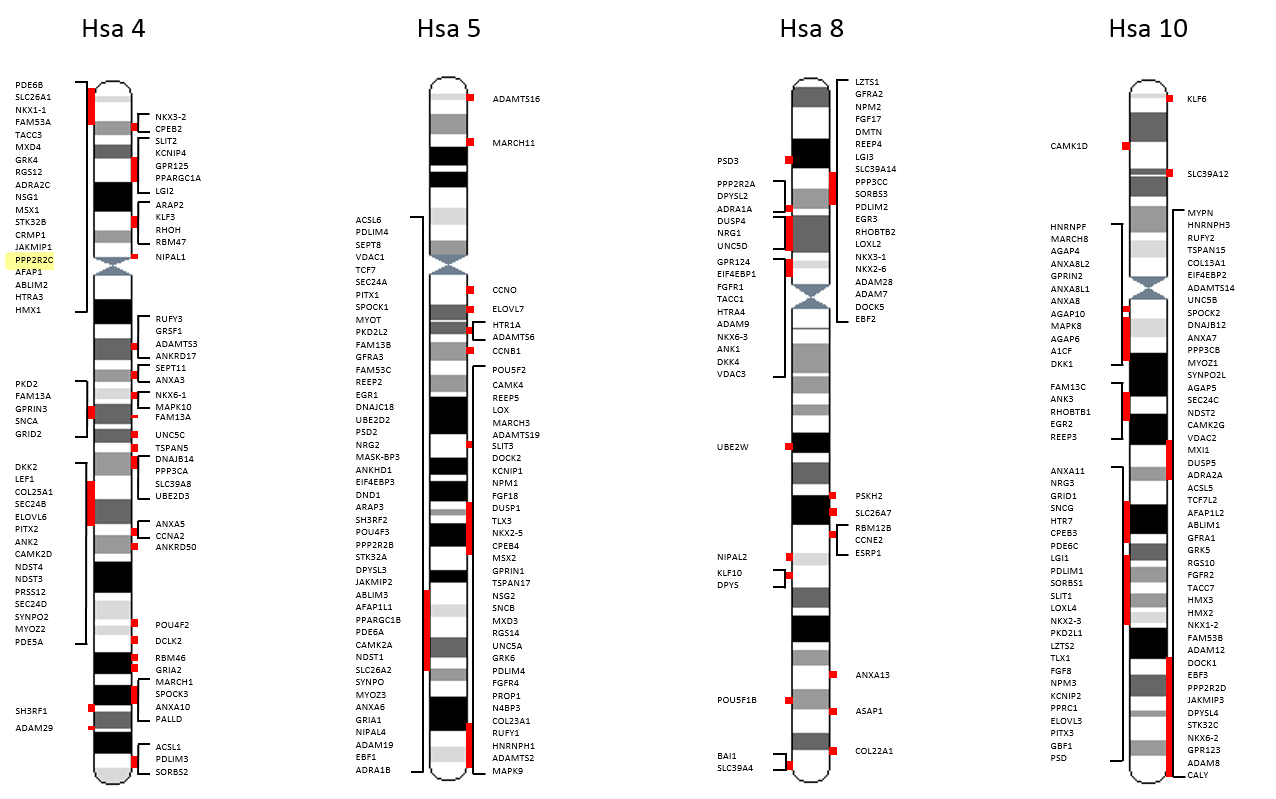 Hsa 4
PDE6B
SLC26A1
NKX1-1
FAM53A
TACC3
MXD4
GRK4
RGS12
ADRA2C
NSG1
MSX1
STK32B
CRMP1
JAKMIP1
PPP2R2C
AFAP1
ABLIM2
HTRA3
HMX1
PKD2
FAM13A
GPRIN3
SNCA
GRID2
DKK2
LEF1
COL25A1
SEC24B
ELOVL6
PITX2
ANK2
CAMK2D
NDST4
NDST3
PRSS12
SEC24D
SYNPO2
MYOZ2
PDE5A
SH3RF1
ADAM29
NKX3-2
CPEB2
SLIT2
KCNIP4
GPR125
PPARGC1A
LGI2
ARAP2
KLF3
RHOH
RBM47
NIPAL1
RUFY3
GRSF1
ADAMTS3
ANKRD17
SEPT11
ANXA3
NKX6-1
MAPK10
FAM13A
UNC5C
TSPAN5
DNAJB14
PPP3CA
SLC39A8
UBE2D3
ANXA5
CCNA2
ANKRD50
POU4F2
DCLK2
RBM46
GRIA2
MARCH1
SPOCK3
ANXA10
PALLD
ACSL1
PDLIM3
SORBS2
Hsa 5
ACSL6
PDLIM4
SEPT8
VDAC1
TCF7
SEC24A
PITX1
SPOCK1
MYOT
PKD2L2
FAM13B
GFRA3
FAM53C
REEP2
EGR1
DNAJC18
UBE2D2
PSD2
NRG2
MASK-BP3
ANKHD1
EIF4EBP3
DND1
ARAP3
SH3RF2
POU4F3
PPP2R2B
STK32A
DPYSL3
JAKMIP2
ABLIM3
AFAP1L1
PPARGC1B
PDE6A
CAMK2A
NDST1
SLC26A2
SYNPO
MYOZ3
ANXA6
GRIA1
NIPAL4
ADAM19
EBF1
ADRA1B
ADAMTS16
MARCH11
CCNO
ELOVL7
HTR1A
ADAMTS6
CCNB1
POU5F2
CAMK4
REEP5
LOX
MARCH3
ADAMTS19
SLIT3
DOCK2
KCNIP1
NPM1
FGF18
DUSP1
TLX3
NKX2-5
CPEB4
MSX2
GPRIN1
TSPAN17
NSG2
SNCB
MXD3
RGS14
UNC5A
GRK6
PDLIM4
FGFR4
PROP1
N4BP3
COL23A1
RUFY1
HNRNPH1
ADAMTS2
MAPK9
Hsa 8
PSD3
PPP2R2A
DPYSL2
ADRA1A
DUSP4
NRG1
UNC5D
GPR124
EIF4EBP1
FGFR1
TACC1
HTRA4
ADAM9
NKX6-3
ANK1
DKK4
VDAC3
UBE2W
NIPAL2
KLF10
DPYS
POU5F1B
BAI1
SLC39A4
LZTS1
GFRA2
NPM2
FGF17
DMTN
REEP4
LGI3
SLC39A14
PPP3CC
SORBS3
PDLIM2
EGR3
RHOBTB2
LOXL2
NKX3-1
NKX2-6
ADAM28
ADAM7
DOCK5
EBF2
PSKH2
SLC26A7
RBM12B
CCNE2
ESRP1
ANXA13
ASAP1
COL22A1
Hsa 10
CAMK1D
HNRNPF
MARCH8
AGAP4
ANXA8L2
GPRIN2
ANXA8L1
ANXA8
AGAP10
MAPK8
AGAP6
A1CF
DKK1
FAM13C
ANK3
RHOBTB1
EGR2
REEP3
ANXA11
NRG3
GRID1
SNCG
HTR7
CPEB3
PDE6C
LGI1
PDLIM1
SORBS1
SLIT1
LOXL4
NKX2-3
PKD2L1
LZTS2
TLX1
FGF8
NPM3
KCNIP2
PPRC1
ELOVL3
PITX3
GBF1
PSD
KLF6
SLC39A12
MYPN
HNRNPH3
RUFY2
TSPAN15
COL13A1
EIF4EBP2
ADAMTS14
UNC5B
SPOCK2
DNAJB12
ANXA7
PPP3CB
MYOZ1
SYNPO2L
AGAP5
SEC24C
NDST2
CAMK2G
VDAC2
MXI1
DUSP5
ADRA2A
ACSL5
TCF7L2
AFAP1L2
ABLIM1
GFRA1
GRK5
RGS10
FGFR2
TACC7
HMX3
HMX2
NKX1-2
FAM53B
ADAM12
DOCK1
EBF3
PPP2R2D
JAKMIP3
DPYSL4
STK32C
NKX6-2
GPR123
ADAM8
CALY